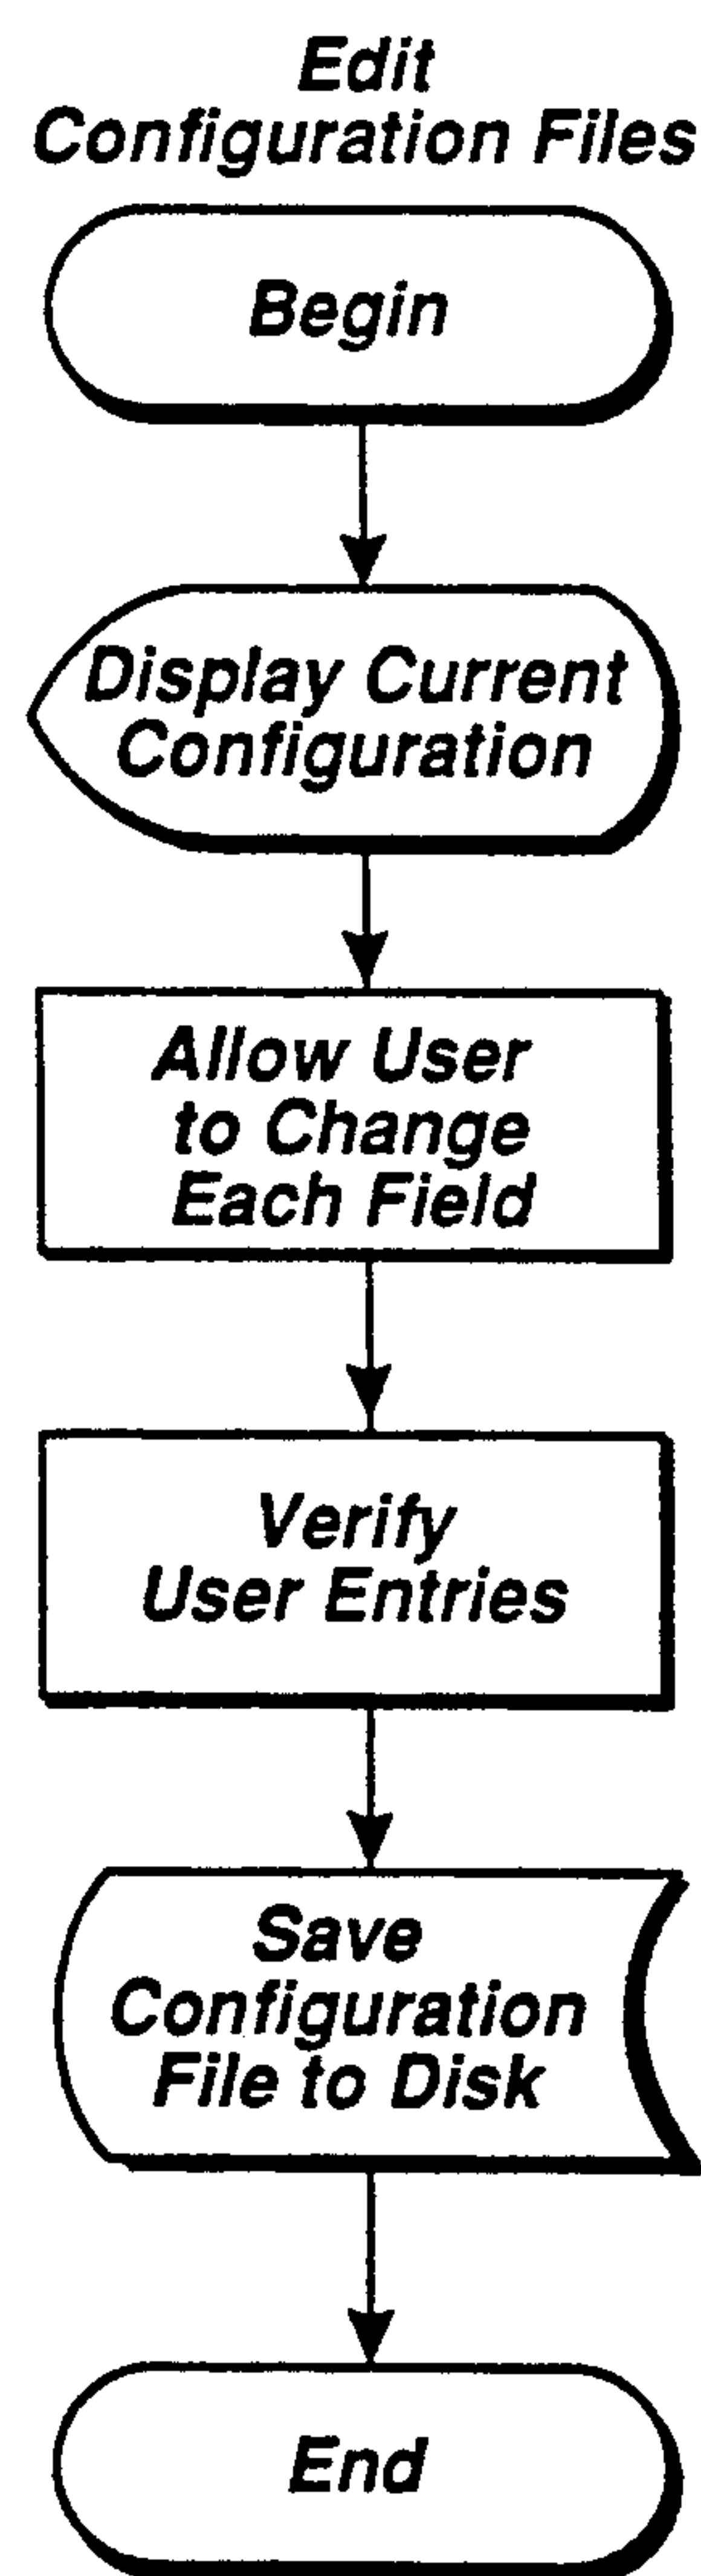 Edit
Configuration Files
Begin
Display Current
Configuration
Allow User
to Change
Each Field
Verify
User Entries
Save
Configuration
File to Disk
End